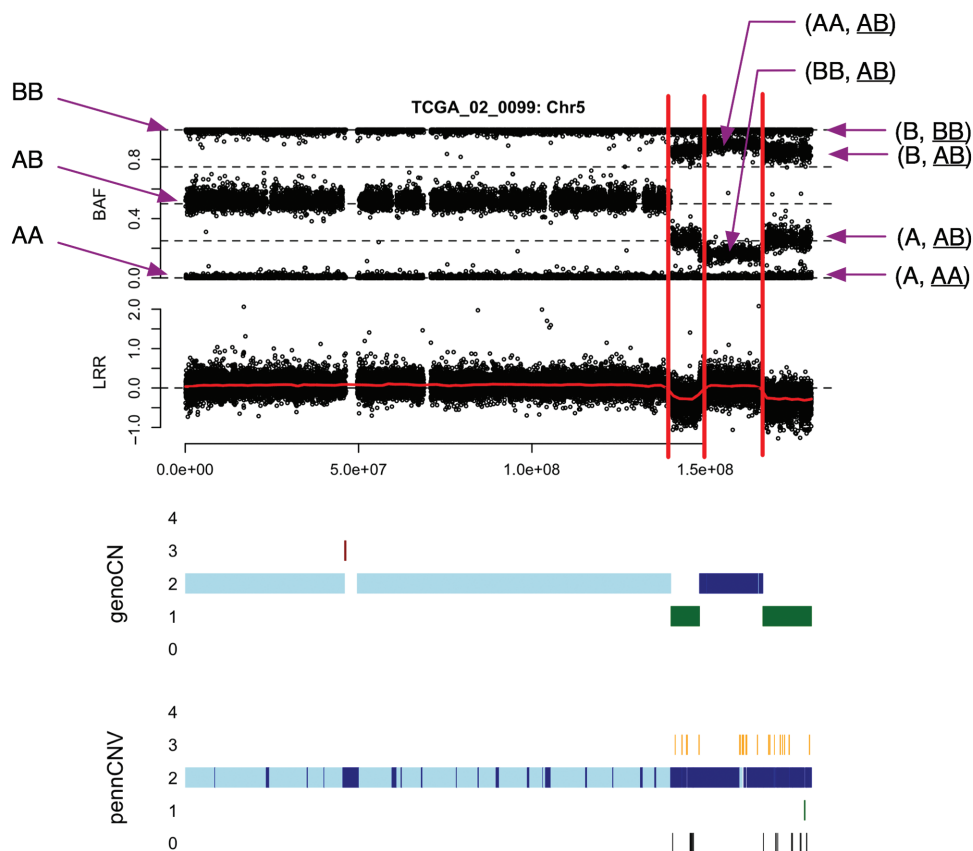 (AA, AB)
(BB, AB)
BB
TCGA_02_0099: Chr5
(B, BB)
(B, AB)
AB
AA
(A, AB)
(A, AA)
BAF
0.8
0.4
0.0
LRR
2.0
1.0
0.0
-1.0
0.0e+00 5.0e+07 1.0e+08 1.5e+08
genoCN
4
3
2
1
0
pennCNV
4
3
2
1
0